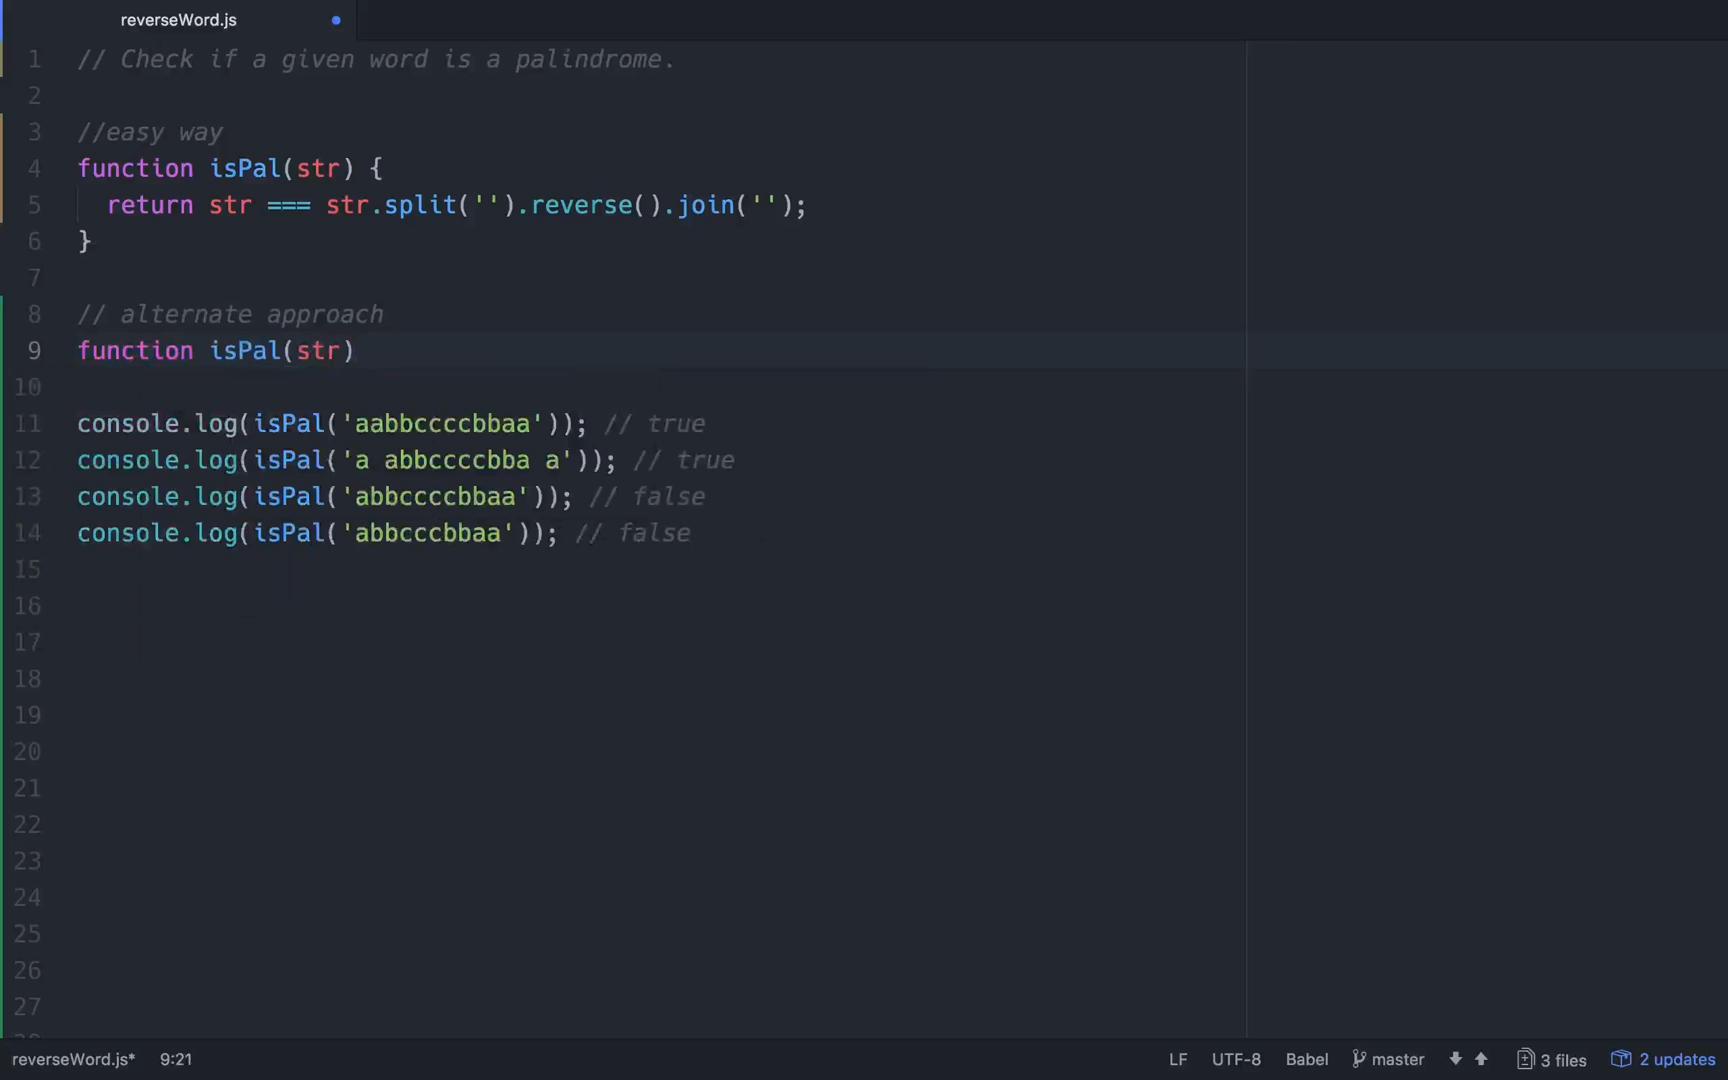 reverseWord.js
1 // Check if a given word is a palindrome.
2
3 //easy way
4 function isPal(str) {
5 return str === str.split('').reverse().join('');
6 }
7
8 // alternate approach
9 function isPal(str)
10
11 console.log(isPal('aabbccccbbaa')); // true
12 console.log(isPal('a abbccccbba a')); // true
13 console.log(isPal('abbccccbbaa')); // false
14 console.log(isPal('abbcccbbaa')); // false
15
16
17
18
19
20
21
22
23
24
25
26
27
reverseWord.js* 9:21 LF UTF-8 Babel master 3 files 2 updates